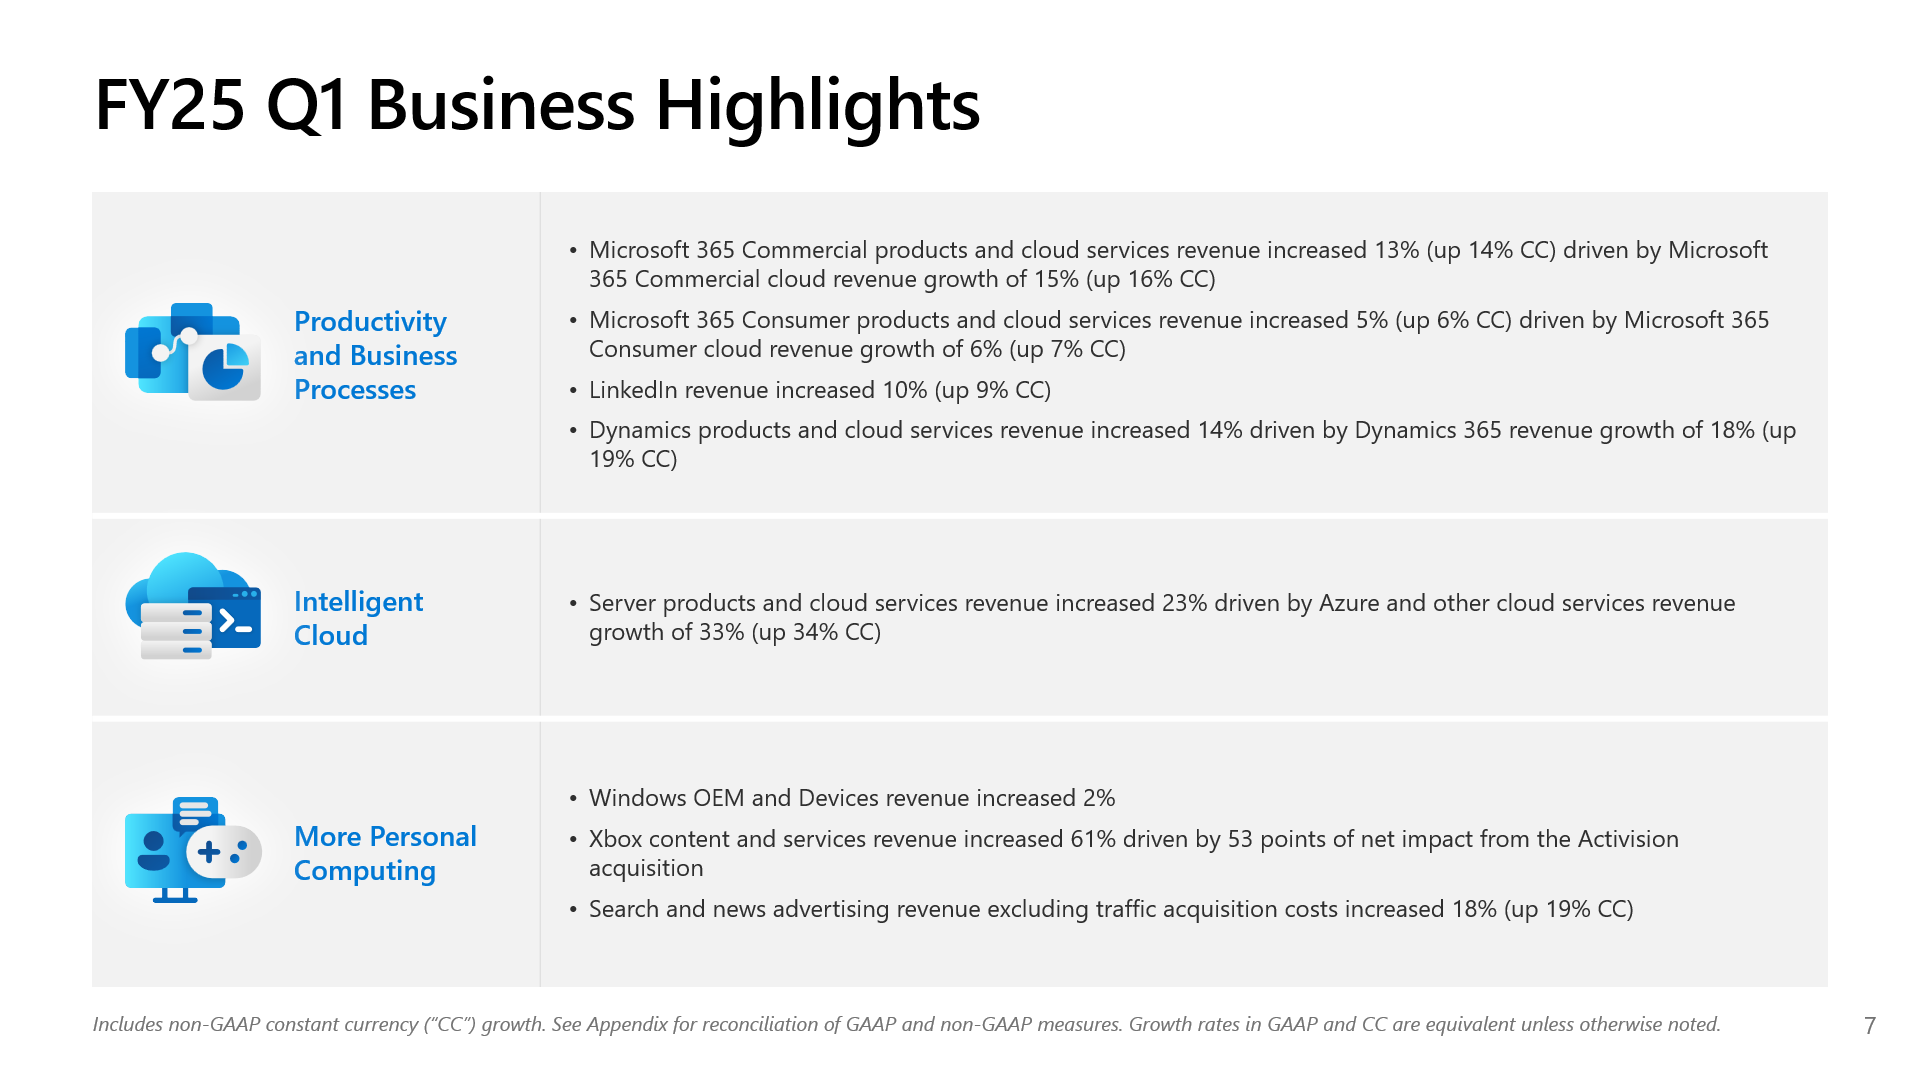 FY25 Q1 Business Highlights
Productivity
and Business
Processes
• Microsoft 365 Commercial products and cloud services revenue increased 13% (up 14% CC) driven by Microsoft
365 Commercial cloud revenue growth of 15% (up 16% CC)
• Microsoft 365 Consumer products and cloud services revenue increased 5% (up 6% CC) driven by Microsoft 365
Consumer cloud revenue growth of 6% (up 7% CC)
• LinkedIn revenue increased 10% (up 9% CC)
• Dynamics products and cloud services revenue increased 14% driven by Dynamics 365 revenue growth of 18% (up
19% CC)
Intelligent
Cloud
• Server products and cloud services revenue increased 23% driven by Azure and other cloud services revenue
growth of 33% (up 34% CC)
More Personal
Computing
• Windows OEM and Devices revenue increased 2%
• Xbox content and services revenue increased 61% driven by 53 points of net impact from the Activision
acquisition
• Search and news advertising revenue excluding traffic acquisition costs increased 18% (up 19% CC)
Includes non-GAAP constant currency (“CC”) growth. See Appendix for reconciliation of GAAP and non-GAAP measures. Growth rates in GAAP and CC are equivalent unless otherwise noted.
7